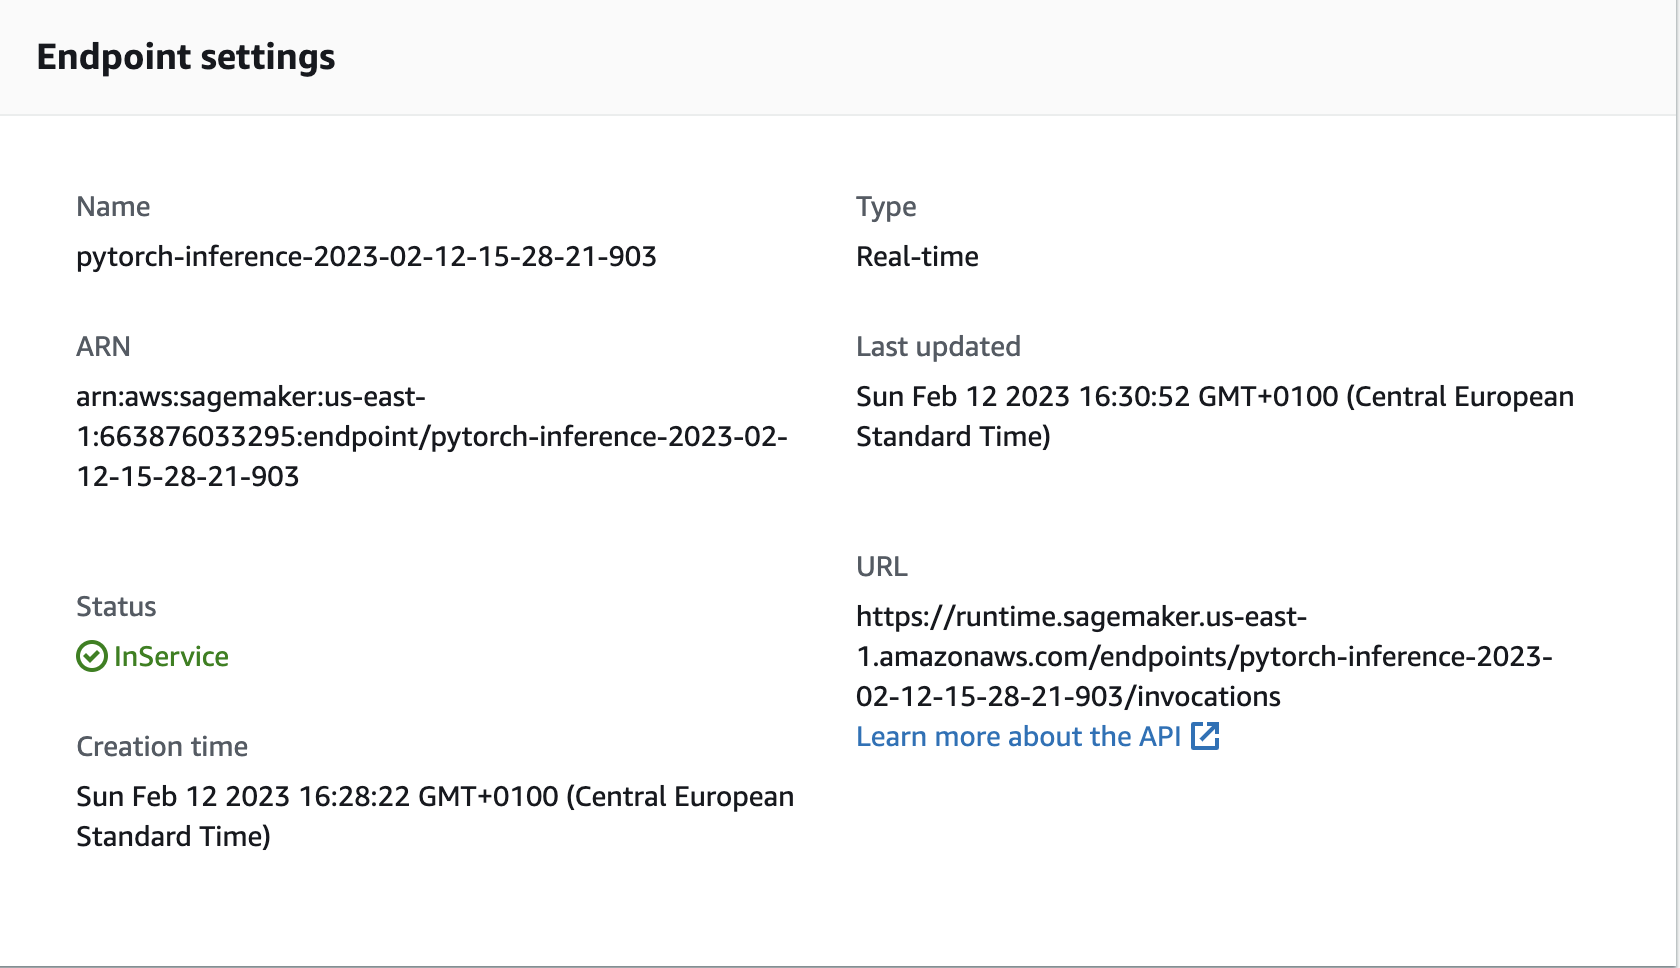 Endpoint settings
Name
pytorch-inference-2023-02-12-15-28-21-903
ARN
arn:aws:sagemaker:us-east-
1:663876033295:endpoint/pytorch-inference-2023-02-
12-15-28-21-903
Status
InService
Creation time
Sun Feb 12 2023 16:28:22 GMT+0100 (Central European
Standard Time)
Type
Real-time
Last updated
Sun Feb 12 2023 16:30:52 GMT+0100 (Central European
Standard Time)
URL
https://runtime.sagemaker.us-east-
1.amazonaws.com/endpoints/pytorch-inference-2023-
02-12-15-28-21-903/invocations
Learn more about the API